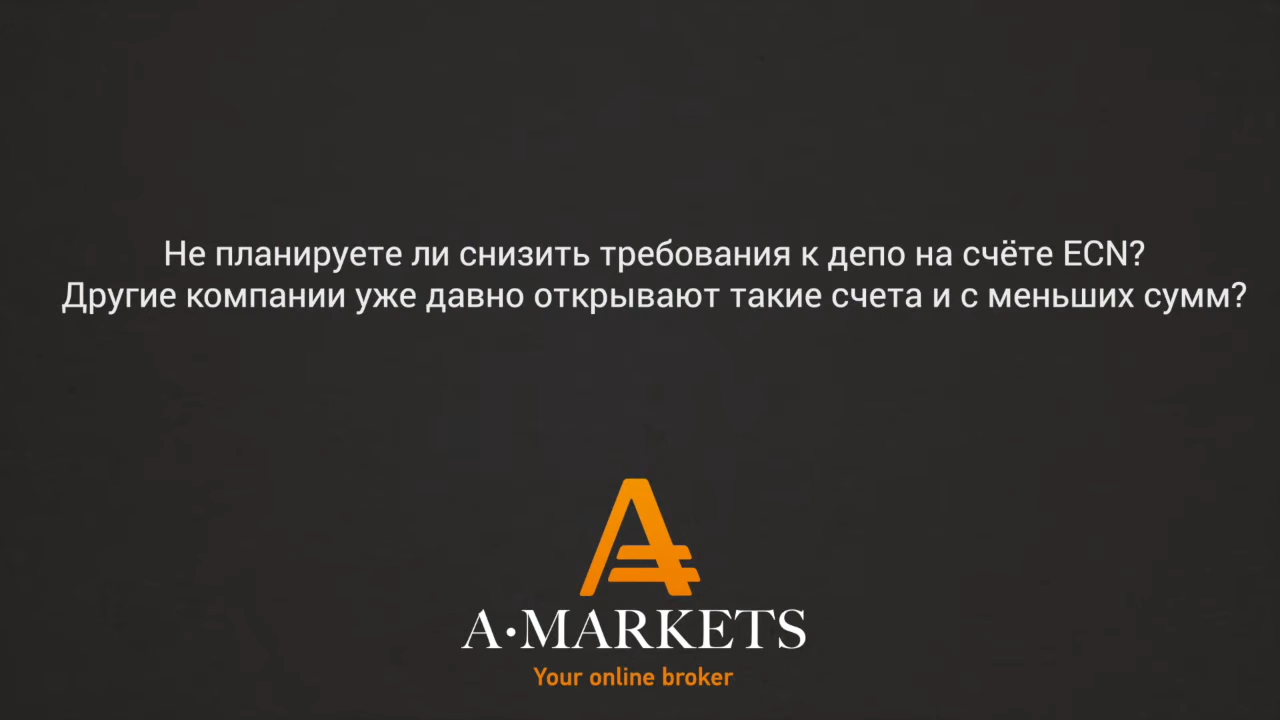 Не планируете ли снизить требования к депо на счёте ECN?
Другие компании уже давно открывают такие счета и с меньших сумм?
A·MARKETS
Your online broker